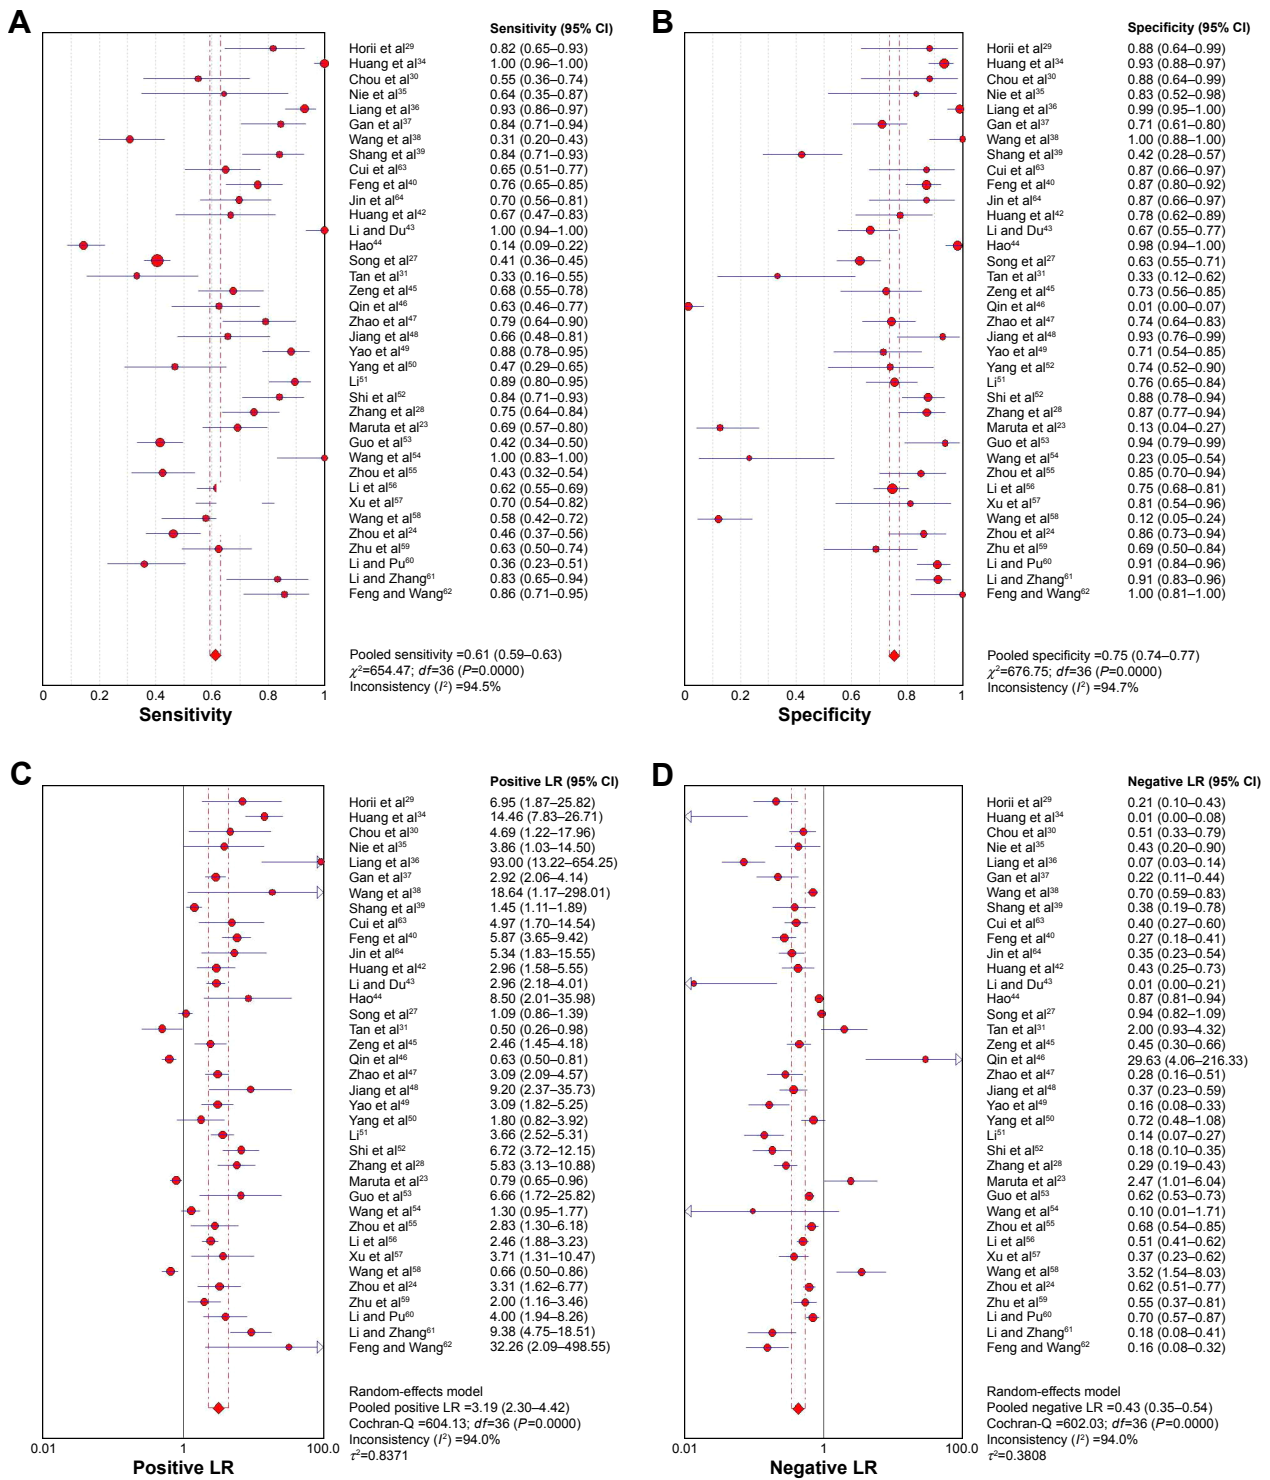 A
Sensitivity (95% CI)
Horii et al29 0.82 (0.65–0.93)
Huang et al34 1.00 (0.96–1.00)
Chou et al30 0.55 (0.36–0.74)
Nie et al35 0.64 (0.35–0.87)
Liang et al36 0.93 (0.86–0.97)
Gan et al37 0.84 (0.71–0.94)
Wang et al38 0.31 (0.20–0.43)
Shang et al39 0.84 (0.71–0.93)
Cui et al63 0.65 (0.51–0.77)
Feng et al40 0.76 (0.65–0.85)
Jin et al64 0.70 (0.56–0.81)
Huang et al42 0.67 (0.47–0.83)
Li and Du43 1.00 (0.94–1.00)
Hao44 0.14 (0.09–0.22)
Song et al27 0.41 (0.36–0.45)
Tan et al31 0.33 (0.16–0.55)
Zeng et al45 0.68 (0.55–0.78)
Qin et al46 0.63 (0.46–0.77)
Zhao et al47 0.79 (0.64–0.90)
Jiang et al48 0.66 (0.48–0.81)
Yao et al49 0.88 (0.78–0.95)
Yang et al50 0.47 (0.29–0.65)
Li51 0.89 (0.80–0.95)
Shi et al52 0.84 (0.71–0.93)
Zhang et al28 0.75 (0.64–0.84)
Maruta et al23 0.69 (0.57–0.80)
Guo et al53 0.42 (0.34–0.50)
Wang et al54 1.00 (0.83–1.00)
Zhou et al55 0.43 (0.32–0.54)
Li et al56 0.62 (0.55–0.69)
Xu et al57 0.70 (0.54–0.82)
Wang et al58 0.58 (0.42–0.72)
Zhou et al24 0.46 (0.37–0.56)
Zhu et al59 0.63 (0.50–0.74)
Li and Pu60 0.36 (0.23–0.51)
Li and Zhang61 0.83 (0.65–0.94)
Feng and Wang62 0.86 (0.71–0.95)
Pooled sensitivity =0.61 (0.59–0.63)
χ2=654.47; df=36 (P=0.0000)
Inconsistency (I2) =94.5%
0 0.2 0.4 0.6 0.8 1
Sensitivity
B
Specificity (95% CI)
Horii et al29 0.88 (0.64–0.99)
Huang et al34 0.93 (0.88–0.97)
Chou et al30 0.88 (0.64–0.99)
Nie et al35 0.83 (0.52–0.98)
Liang et al36 0.99 (0.95–1.00)
Gan et al37 0.71 (0.61–0.80)
Wang et al38 1.00 (0.88–1.00)
Shang et al39 0.42 (0.28–0.57)
Cui et al63 0.87 (0.66–0.97)
Feng et al40 0.87 (0.80–0.92)
Jin et al64 0.87 (0.66–0.97)
Huang et al42 0.78 (0.62–0.89)
Li and Du43 0.67 (0.55–0.77)
Hao44 0.98 (0.94–1.00)
Song et al27 0.63 (0.55–0.71)
Tan et al31 0.33 (0.12–0.62)
Zeng et al45 0.73 (0.56–0.85)
Qin et al46 0.01 (0.00–0.07)
Zhao et al47 0.74 (0.64–0.83)
Jiang et al48 0.93 (0.76–0.99)
Yao et al49 0.71 (0.54–0.85)
Yang et al52 0.74 (0.52–0.90)
Li51 0.76 (0.65–0.84)
Shi et al52 0.88 (0.78–0.94)
Zhang et al28 0.87 (0.77–0.94)
Maruta et al23 0.13 (0.04–0.27)
Guo et al53 0.94 (0.79–0.99)
Wang et al54 0.23 (0.05–0.54)
Zhou et al55 0.85 (0.70–0.94)
Li et al56 0.75 (0.68–0.81)
Xu et al57 0.81 (0.54–0.96)
Wang et al58 0.12 (0.05–0.24)
Zhou et al24 0.86 (0.73–0.94)
Zhu et al59 0.69 (0.50–0.84)
Li and Pu60 0.91 (0.84–0.96)
Li and Zhang61 0.91 (0.83–0.96)
Feng and Wang62 1.00 (0.81–1.00)
Pooled specificity =0.75 (0.74–0.77)
χ2=676.75; df=36 (P=0.0000)
Inconsistency (I2) =94.7%
0 0.2 0.4 0.6 0.8 1
Specificity
C
Positive LR (95% CI)
Horii et al29 6.95 (1.87–25.82)
Huang et al34 14.46 (7.83–26.71)
Chou et al30 4.69 (1.22–17.96)
Nie et al35 3.86 (1.03–14.50)
Liang et al36 93.00 (13.22–654.25)
Gan et al37 2.92 (2.06–4.14)
Wang et al38 18.64 (1.17–298.01)
Shang et al39 1.45 (1.11–1.89)
Cui et al63 4.97 (1.70–14.54)
Feng et al40 5.87 (3.65–9.42)
Jin et al64 5.34 (1.83–15.55)
Huang et al42 2.96 (1.58–5.55)
Li and Du43 2.96 (2.18–4.01)
Hao44 8.50 (2.01–35.98)
Song et al27 1.09 (0.86–1.39)
Tan et al31 0.50 (0.26–0.98)
Zeng et al45 2.46 (1.45–4.18)
Qin et al46 0.63 (0.50–0.81)
Zhao et al47 3.09 (2.09–4.57)
Jiang et al48 9.20 (2.37–35.73)
Yao et al49 3.09 (1.82–5.25)
Yang et al50 1.80 (0.82–3.92)
Li51 3.66 (2.52–5.31)
Shi et al52 6.72 (3.72–12.15)
Zhang et al28 5.83 (3.13–10.88)
Maruta et al23 0.79 (0.65–0.96)
Guo et al53 6.66 (1.72–25.82)
Wang et al54 1.30 (0.95–1.77)
Zhou et al55 2.83 (1.30–6.18)
Li et al56 2.46 (1.88–3.23)
Xu et al57 3.71 (1.31–10.47)
Wang et al58 0.66 (0.50–0.86)
Zhou et al24 3.31 (1.62–6.77)
Zhu et al59 2.00 (1.16–3.46)
Li and Pu60 4.00 (1.94–8.26)
Li and Zhang61 9.38 (4.75–18.51)
Feng and Wang62 32.26 (2.09–498.55)
Random-effects model
Pooled positive LR =3.19 (2.30–4.42)
Cochran-Q =604.13; df=36 (P=0.0000)
Inconsistency (I2) =94.0%
τ2=0.8371
0.01 1 100.0
Positive LR
D
Negative LR (95% CI)
Horii et al29 0.21 (0.10–0.43)
Huang et al34 0.01 (0.00–0.08)
Chou et al30 0.51 (0.33–0.79)
Nie et al35 0.43 (0.20–0.90)
Liang et al36 0.07 (0.03–0.14)
Gan et al37 0.22 (0.11–0.44)
Wang et al38 0.70 (0.59–0.83)
Shang et al39 0.38 (0.19–0.78)
Cui et al63 0.40 (0.27–0.60)
Feng et al40 0.27 (0.18–0.41)
Jin et al64 0.35 (0.23–0.54)
Huang et al42 0.43 (0.25–0.73)
Li and Du43 0.01 (0.00–0.21)
Hao44 0.87 (0.81–0.94)
Song et al27 0.94 (0.82–1.09)
Tan et al31 2.00 (0.93–4.32)
Zeng et al45 0.45 (0.30–0.66)
Qin et al46 29.63 (4.06–216.33)
Zhao et al47 0.28 (0.16–0.51)
Jiang et al48 0.37 (0.23–0.59)
Yao et al49 0.16 (0.08–0.33)
Yang et al50 0.72 (0.48–1.08)
Li51 0.14 (0.07–0.27)
Shi et al52 0.18 (0.10–0.35)
Zhang et al28 0.29 (0.19–0.43)
Maruta et al23 2.47 (1.01–6.04)
Guo et al53 0.62 (0.53–0.73)
Wang et al54 0.10 (0.01–1.71)
Zhou et al55 0.68 (0.54–0.85)
Li et al56 0.51 (0.41–0.62)
Xu et al57 0.37 (0.23–0.62)
Wang et al58 3.52 (1.54–8.03)
Zhou et al24 0.62 (0.51–0.77)
Zhu et al59 0.55 (0.37–0.81)
Li and Pu60 0.70 (0.57–0.87)
Li and Zhang61 0.18 (0.08–0.41)
Feng and Wang62 0.16 (0.08–0.32)
Random-effects model
Pooled negative LR =0.43 (0.35–0.54)
Cochran-Q =602.03; df=36 (P=0.0000)
Inconsistency (I2) =94.0%
τ2=0.3808
0.01 1 100.0
Negative LR